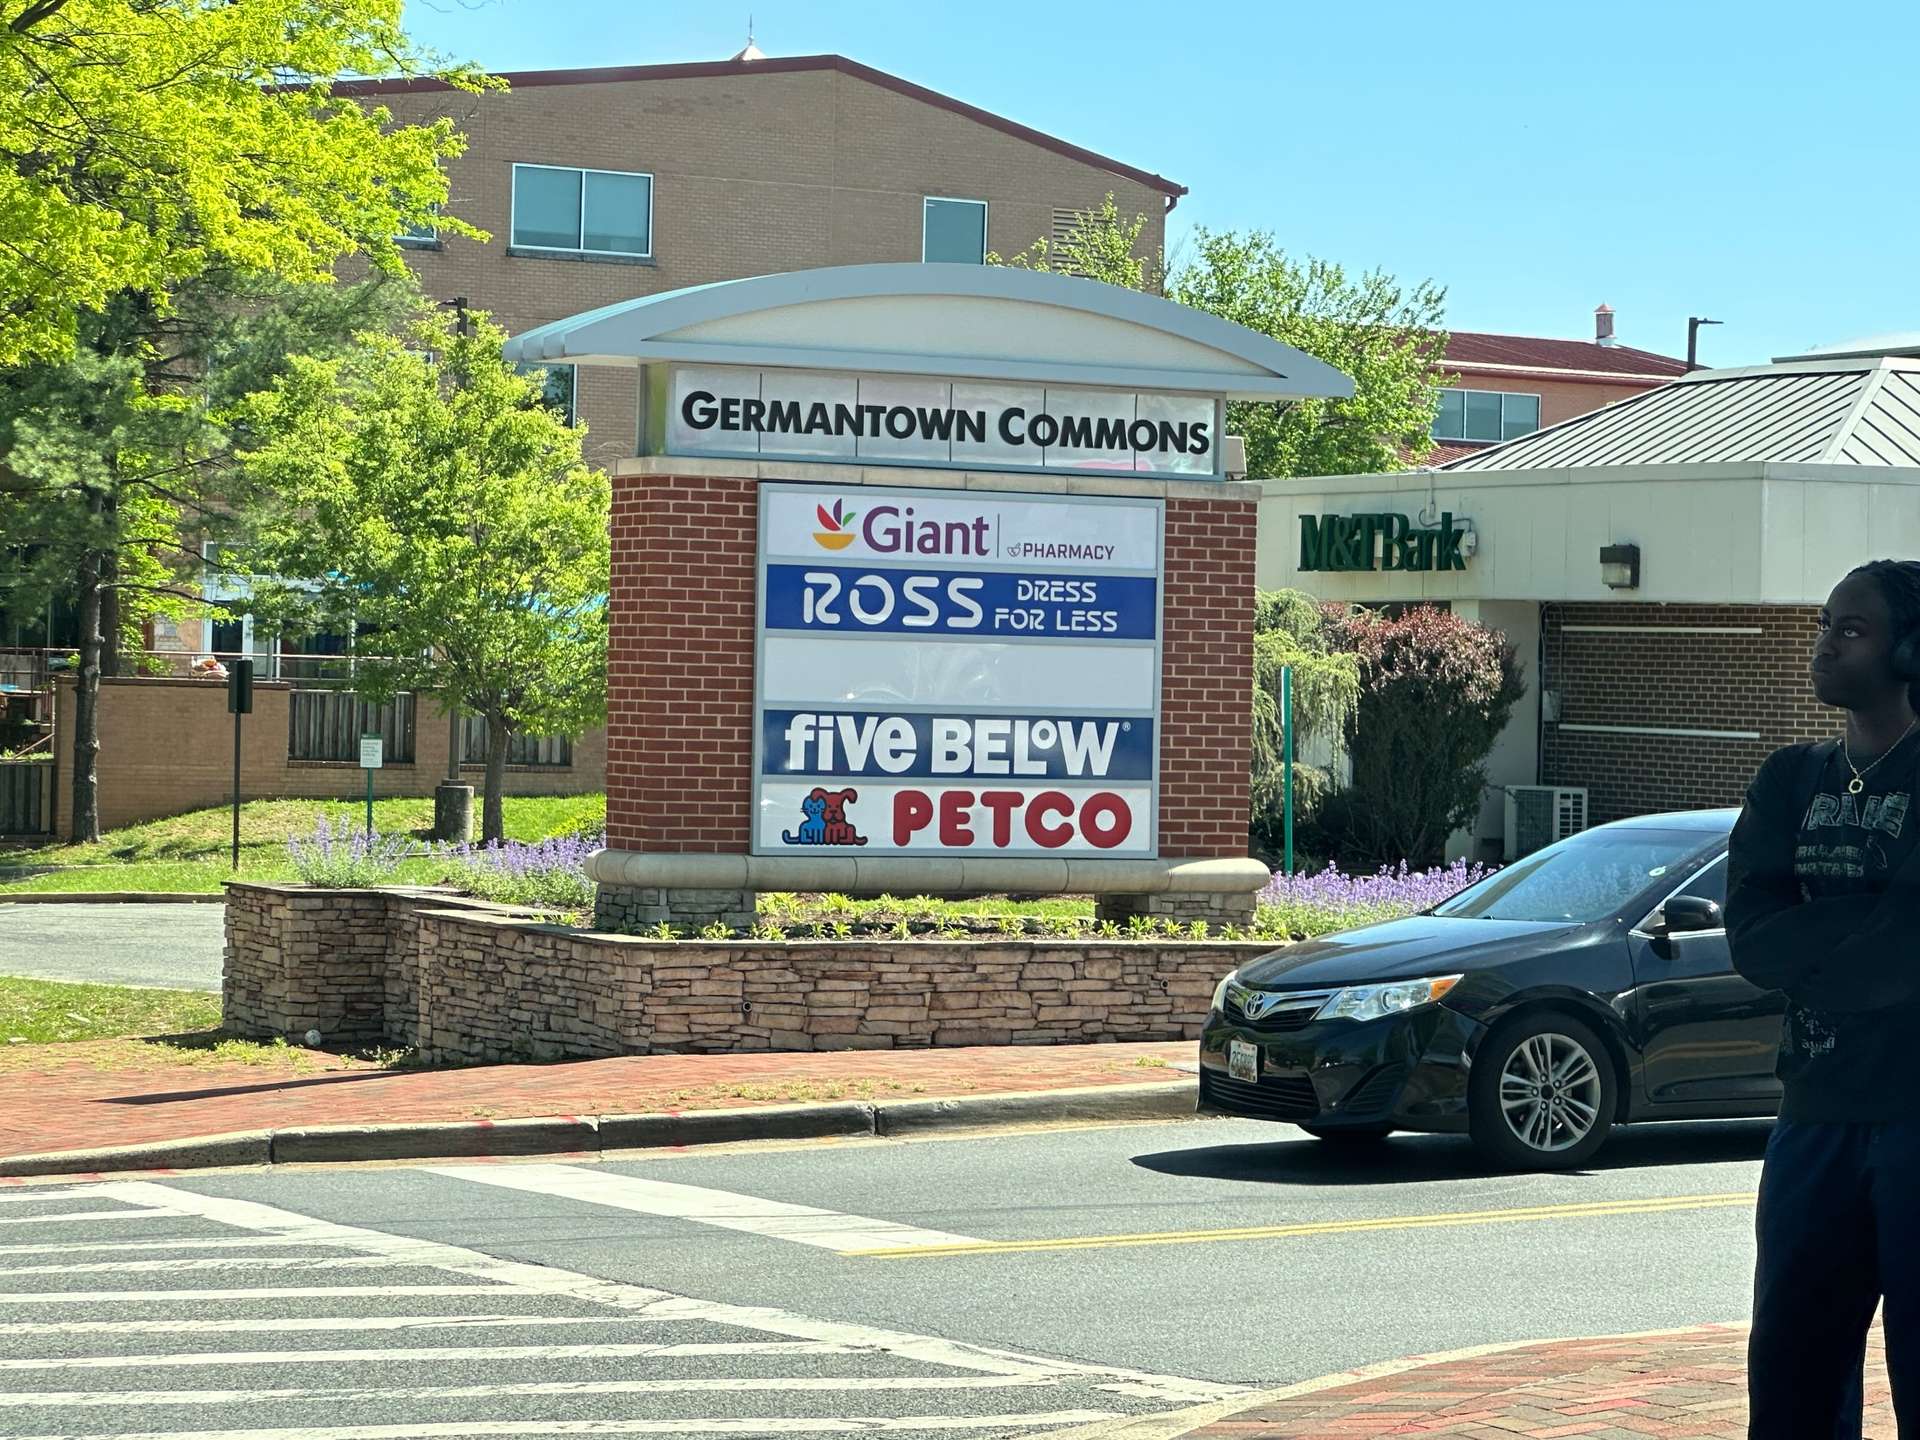 GERMANTOWN COMMONS
Giant PHARMACY
ROSS DRESS FOR LESS
five BELOW®
PETCO
M&T Bank